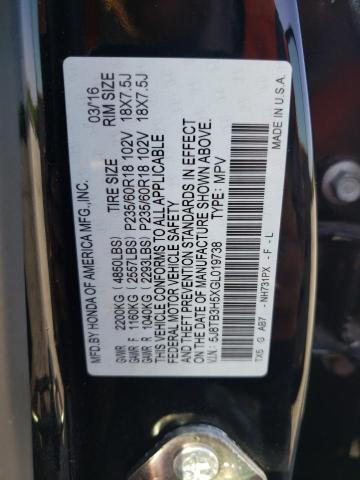 MFD.BY HONDA OF AMERICA MFG.,INC. 03/'16
TIRE SIZE RIM SIZE
GVWR 2200KG (4850LBS)
GAWR F 1160KG (2557LBS) P235/60R18 102V 18X7.5J
GAWR R 1040KG (2293LBS) P235/60R18 102V 18X7.5J
THIS VEHICLE CONFORMS TO ALL APPLICABLE
FEDERAL MOTOR VEHICLE SAFETY
AND THEFT PREVENTION STANDARDS IN EFFECT
ON THE DATE OF MANUFACTURE SHOWN ABOVE.
V.I.N.: 5J8TB3H5XGL019738 TYPE: MPV
TX5 G AB7 - NH731PX - F - L
MADE IN U.S.A.